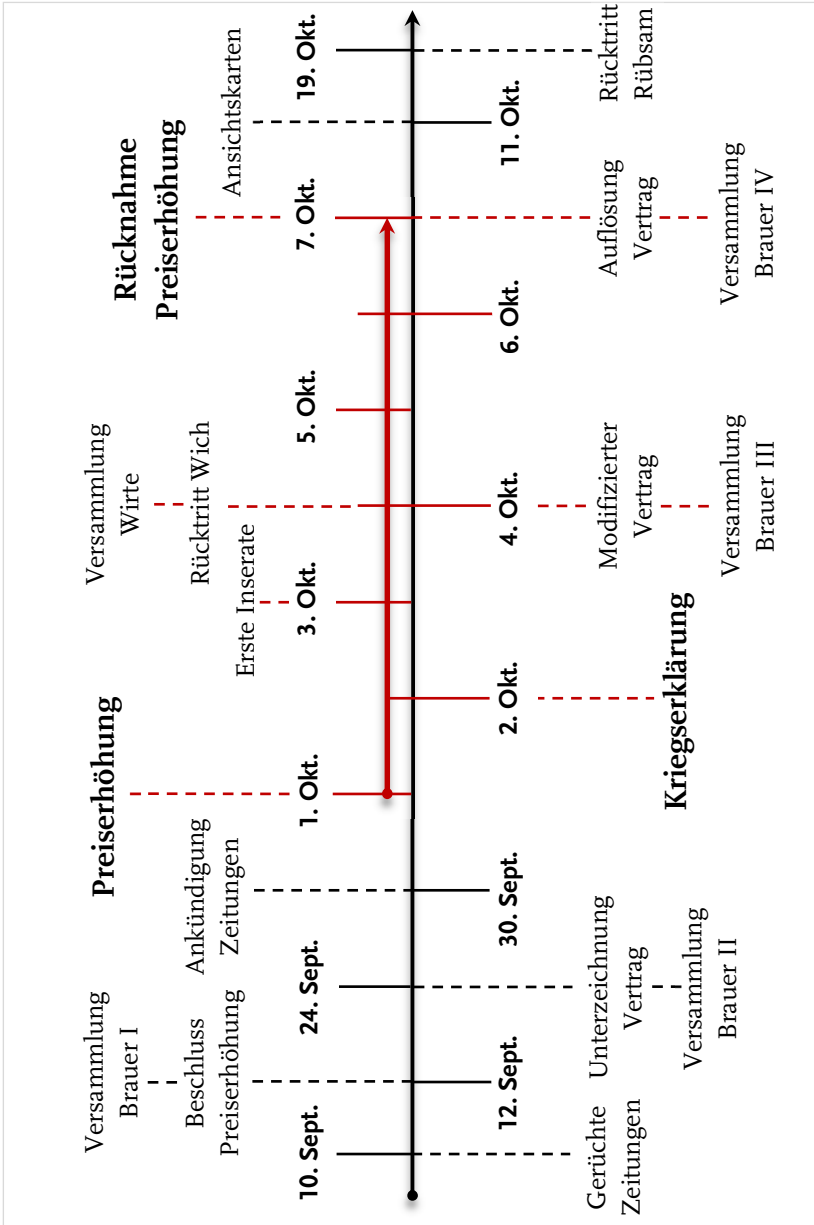 Versammlung
Brauer I
Beschluss
Preiserhöhung
10. Sept.
12. Sept.
Gerüchte
Zeitungen
24. Sept.
Unterzeichnung
Vertrag
Versammlung
Brauer II
Ankündigung
Zeitungen
30. Sept.
Preiserhöhung
1. Okt.
2. Okt.
Kriegserklärung
Erste Inserate
3. Okt.
Versammlung
Wirte
Rücktritt Wich
4. Okt.
Modifizierter
Vertrag
Versammlung
Brauer III
5. Okt.
6. Okt.
Rücknahme
Preiserhöhung
7. Okt.
Auflösung
Vertrag
Versammlung
Brauer IV
Ansichtskarten
11. Okt.
19. Okt.
Rücktritt
Rübsam